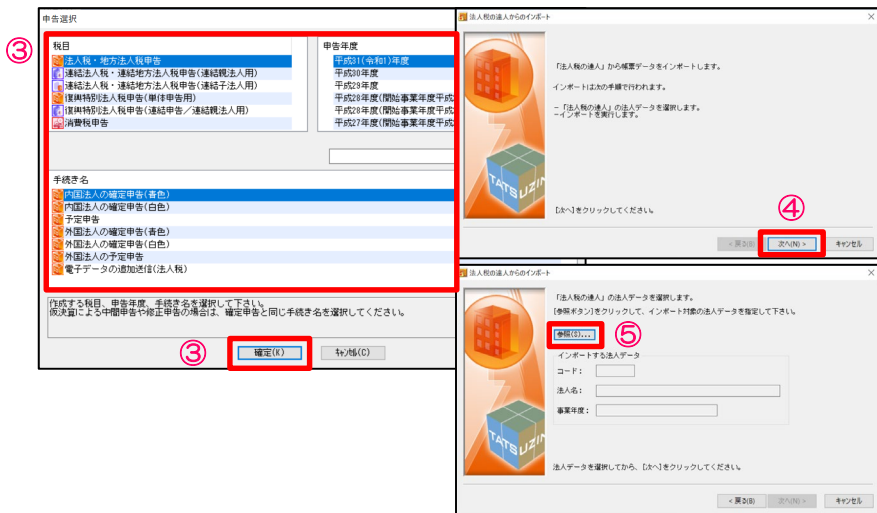 申告選択
③
税目
法人税・地方法人税申告
連結法人税・連結地方法人税申告(連結親法人用)
連結法人税・連結地方法人税申告(連結子法人用)
復興特別法人税申告(単体申告用)
復興特別法人税申告(連結申告/連結親法人用)
消費税申告
申告年度
平成31(令和1)年度
平成30年度
平成29年度
平成28年度(開始事業年度平成2
平成28年度(開始事業年度平成2
平成27年度(開始事業年度平成
手続き名
内国法人の確定申告(青色)
内国法人の確定申告(白色)
予定申告
外国法人の確定申告(青色)
外国法人の確定申告(白色)
外国法人の予定申告
電子データの追加送信(法人税)
作成する税目、申告年度、手続き名を選択して下さい。
仮決算による中間申告や修正申告の場合は、確定申告と同じ手続き名を選択してください。
③
確定(K)
キャンセル(C)
法人税の達人からのインポート
「法人税の達人」から帳票データをインポートします。
インポートは次の手順で行われます。
-「法人税の達人」の法人データを選択します。
-インポートを実行します。
TATSUZIN
[次へ]をクリックしてください。
④
< 戻る(B)
次へ(N) >
キャンセル
法人税の達人からのインポート
「法人税の達人」の法人データを選択します。
[参照ボタン]をクリックして、インポート対象の法人データを指定して下さい。
参照(S)...
⑤
インポートする法人データ
コード:
法人名:
事業年度:
TATSUZIN
法人データを選択してから、[次へ]をクリックしてください。
< 戻る(B)
次へ(N) >
キャンセル